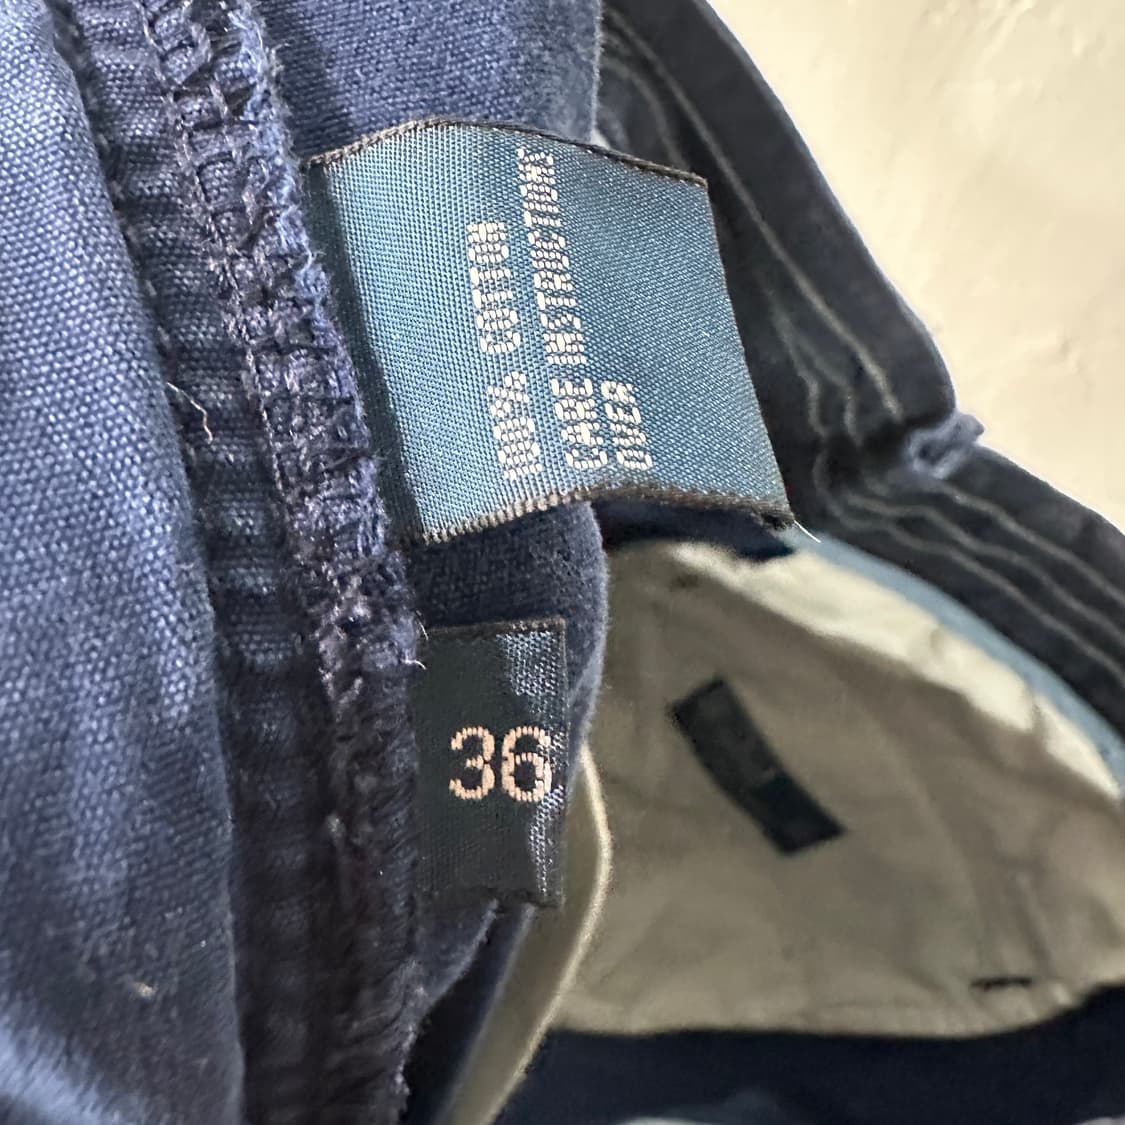 100% COTTON
CARE INSTRUCTIONS
OVER
36